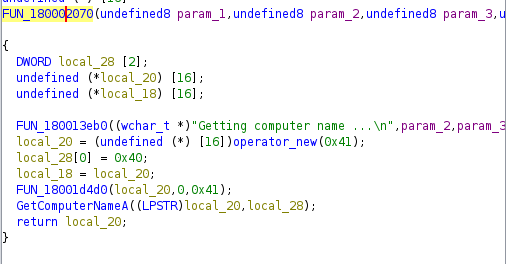 FUN_180002070(undefined8 param_1,undefined8 param_2,undefined8 param_3,u
{
DWORD local_28 [2];
undefined (*local_20) [16];
undefined (*local_18) [16];
FUN_180013eb0((wchar_t *)"Getting computer name ...\n",param_2,param_3
local_20 = (undefined (*) [16])operator_new(0x41);
local_28[0] = 0x40;
local_18 = local_20;
FUN_18001d4d0(local_20,0,0x41);
GetComputerNameA((LPSTR)local_20,local_28);
return local_20;
}